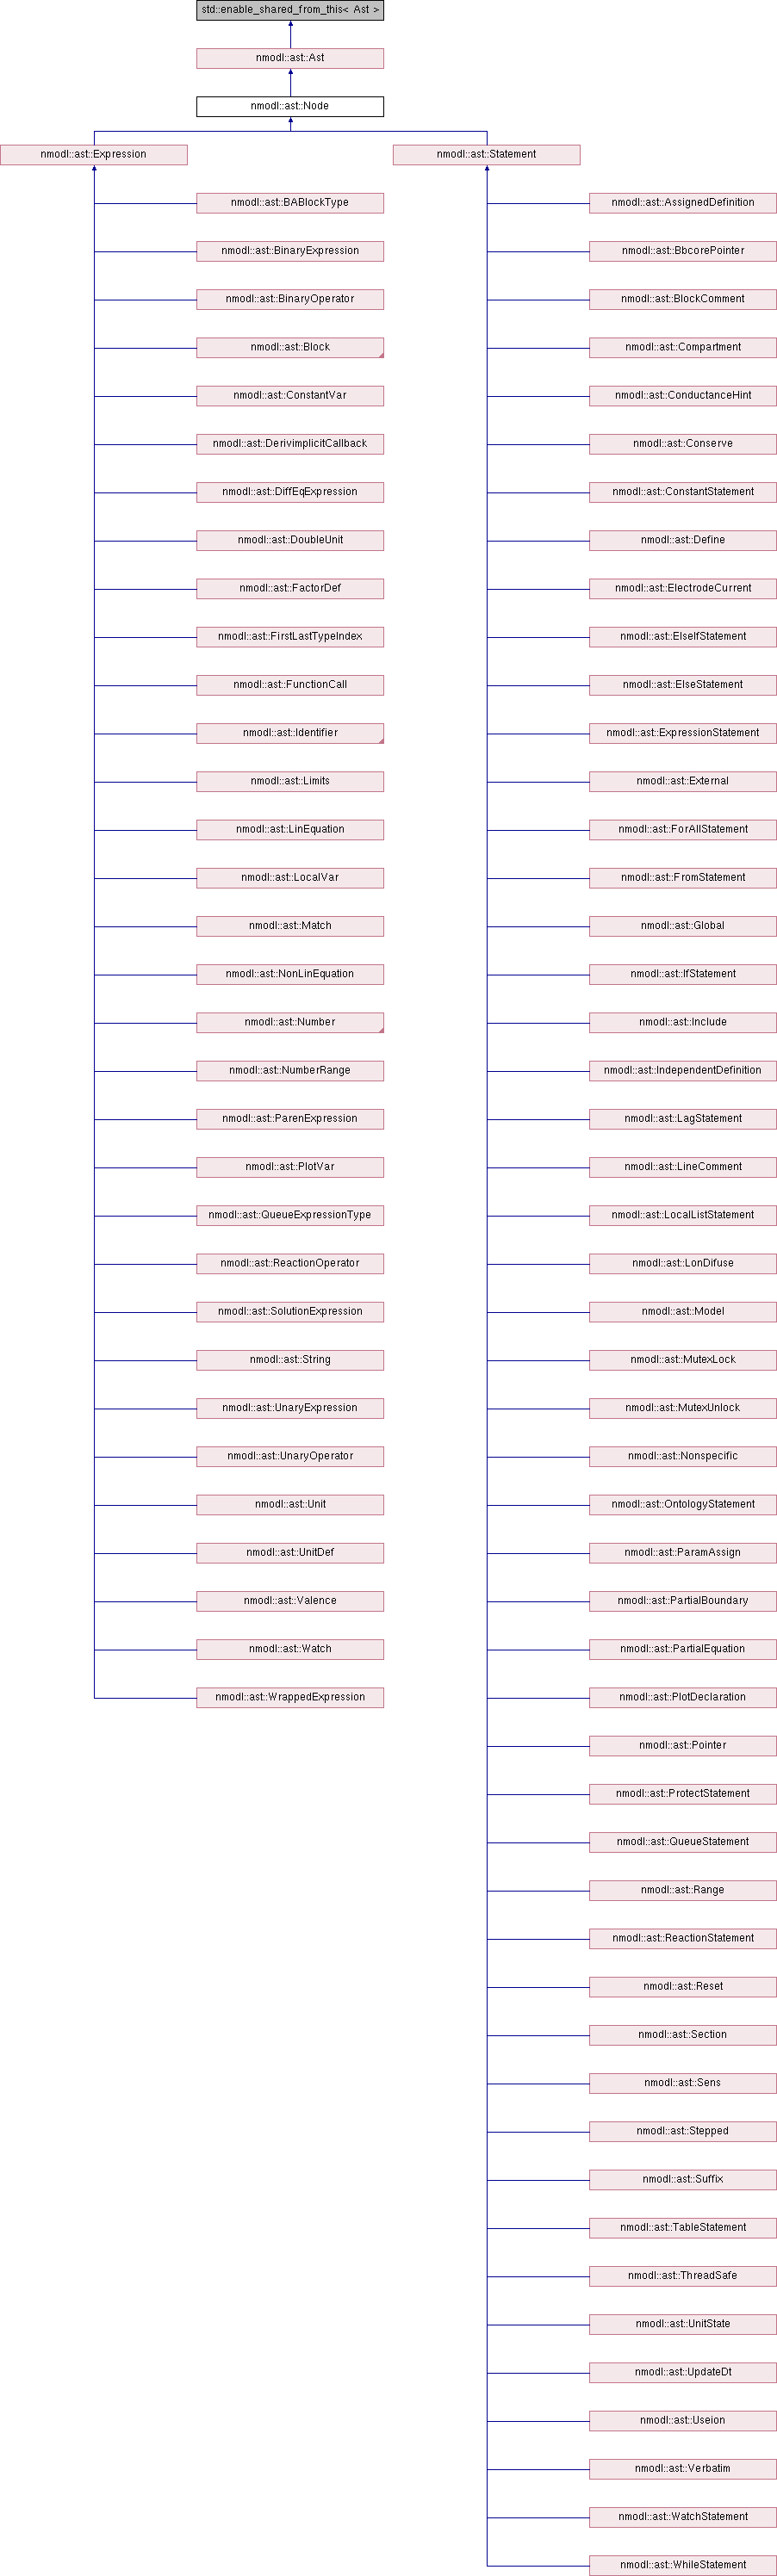 std::enable_shared_from_this< Ast >
nmodl::ast::Ast
nmodl::ast::Node
nmodl::ast::Expression
nmodl::ast::Statement
nmodl::ast::BABlockType
nmodl::ast::AssignedDefinition
nmodl::ast::BinaryExpression
nmodl::ast::BbcorePointer
nmodl::ast::BinaryOperator
nmodl::ast::BlockComment
nmodl::ast::Block
nmodl::ast::Compartment
nmodl::ast::ConstantVar
nmodl::ast::ConductanceHint
nmodl::ast::DerivimplicitCallback
nmodl::ast::Conserve
nmodl::ast::DiffEqExpression
nmodl::ast::ConstantStatement
nmodl::ast::DoubleUnit
nmodl::ast::Define
nmodl::ast::FactorDef
nmodl::ast::ElectrodeCurrent
nmodl::ast::FirstLastTypeIndex
nmodl::ast::ElseIfStatement
nmodl::ast::FunctionCall
nmodl::ast::ElseStatement
nmodl::ast::Identifier
nmodl::ast::ExpressionStatement
nmodl::ast::Limits
nmodl::ast::External
nmodl::ast::LinEquation
nmodl::ast::ForAllStatement
nmodl::ast::LocalVar
nmodl::ast::FromStatement
nmodl::ast::Match
nmodl::ast::Global
nmodl::ast::NonLinEquation
nmodl::ast::IfStatement
nmodl::ast::Number
nmodl::ast::Include
nmodl::ast::NumberRange
nmodl::ast::IndependentDefinition
nmodl::ast::ParenExpression
nmodl::ast::LagStatement
nmodl::ast::PlotVar
nmodl::ast::LineComment
nmodl::ast::QueueExpressionType
nmodl::ast::LocalListStatement
nmodl::ast::ReactionOperator
nmodl::ast::LonDifuse
nmodl::ast::SolutionExpression
nmodl::ast::Model
nmodl::ast::String
nmodl::ast::MutexLock
nmodl::ast::UnaryExpression
nmodl::ast::MutexUnlock
nmodl::ast::UnaryOperator
nmodl::ast::Nonspecific
nmodl::ast::Unit
nmodl::ast::OntologyStatement
nmodl::ast::UnitDef
nmodl::ast::ParamAssign
nmodl::ast::Valence
nmodl::ast::PartialBoundary
nmodl::ast::Watch
nmodl::ast::PartialEquation
nmodl::ast::WrappedExpression
nmodl::ast::PlotDeclaration
nmodl::ast::Pointer
nmodl::ast::ProtectStatement
nmodl::ast::QueueStatement
nmodl::ast::Range
nmodl::ast::ReactionStatement
nmodl::ast::Reset
nmodl::ast::Section
nmodl::ast::Sens
nmodl::ast::Stepped
nmodl::ast::Suffix
nmodl::ast::TableStatement
nmodl::ast::ThreadSafe
nmodl::ast::UnitState
nmodl::ast::UpdateDt
nmodl::ast::Useion
nmodl::ast::Verbatim
nmodl::ast::WatchStatement
nmodl::ast::WhileStatement